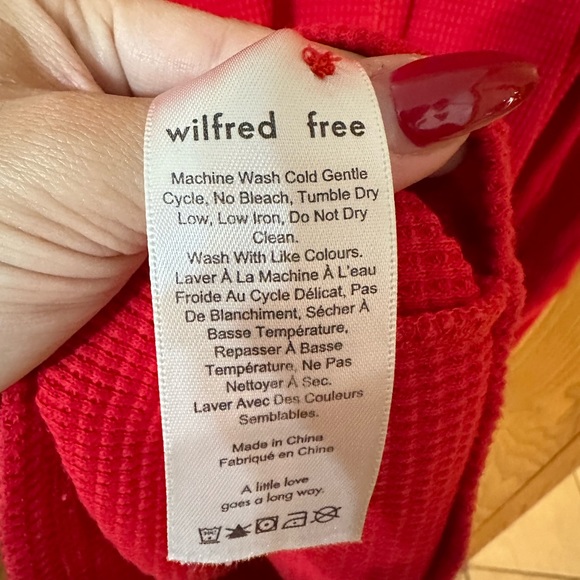 wilfred free
Machine Wash Cold Gentle
Cycle, No Bleach, Tumble Dry
Low, Low Iron, Do Not Dry
Clean.
Wash With Like Colours.
Laver À La Machine À L'eau
Froide Au Cycle Délicat, Pas
De Blanchiment, Sécher À
Basse Température,
Repasser À Basse
Température, Ne Pas
Nettoyer À Sec.
Laver Avec Des Couleurs
Semblables.
Made in China
Fabriqué en Chine
A little love
goes a long way.